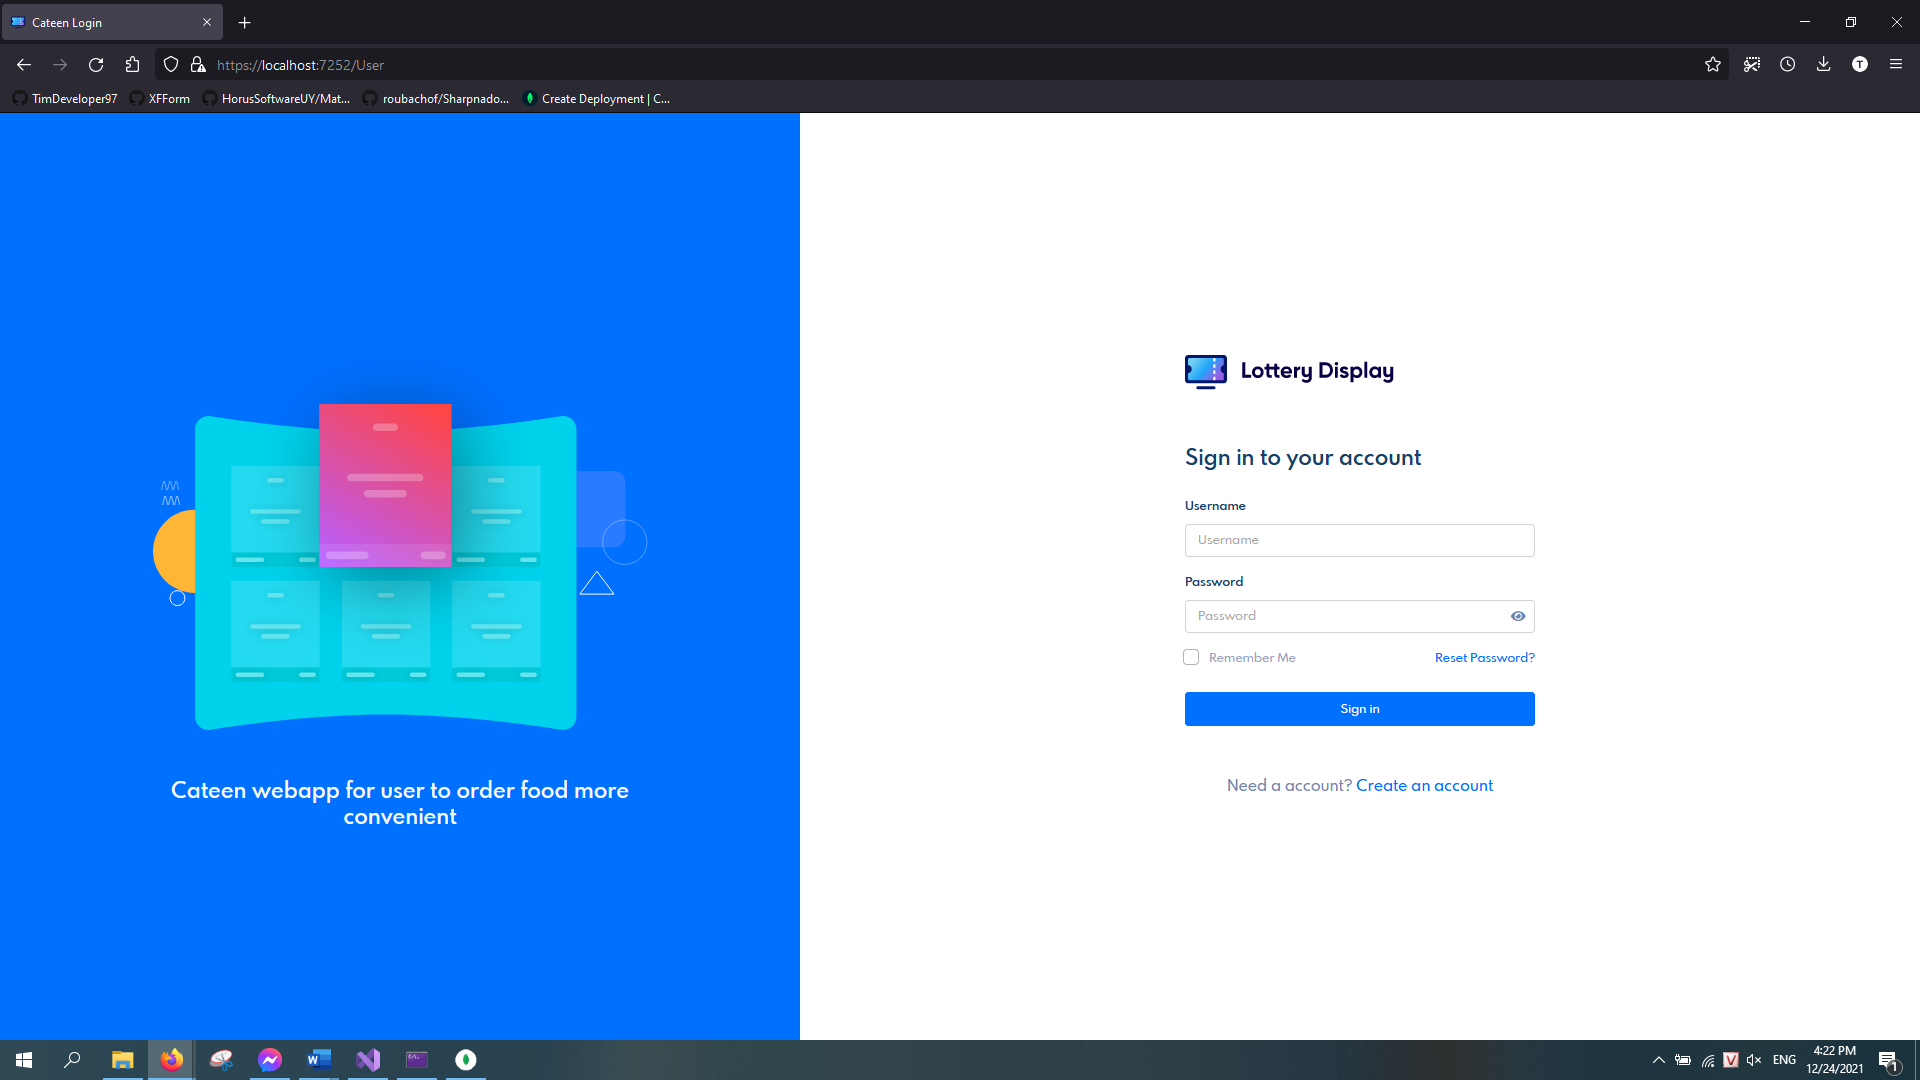 Cateen Login
https://localhost:7252/User
TimDeveloper97
XFForm
HorusSoftwareUY/Mat...
roubachof/Sharpnado...
Create Deployment | C...
Lottery Display
Sign in to your account
Username
Username
Password
Password
Remember Me
Reset Password?
Sign in
Need a account? Create an account
Cateen webapp for user to order food more
convenient
ENG
4:22 PM
12/24/2021
1